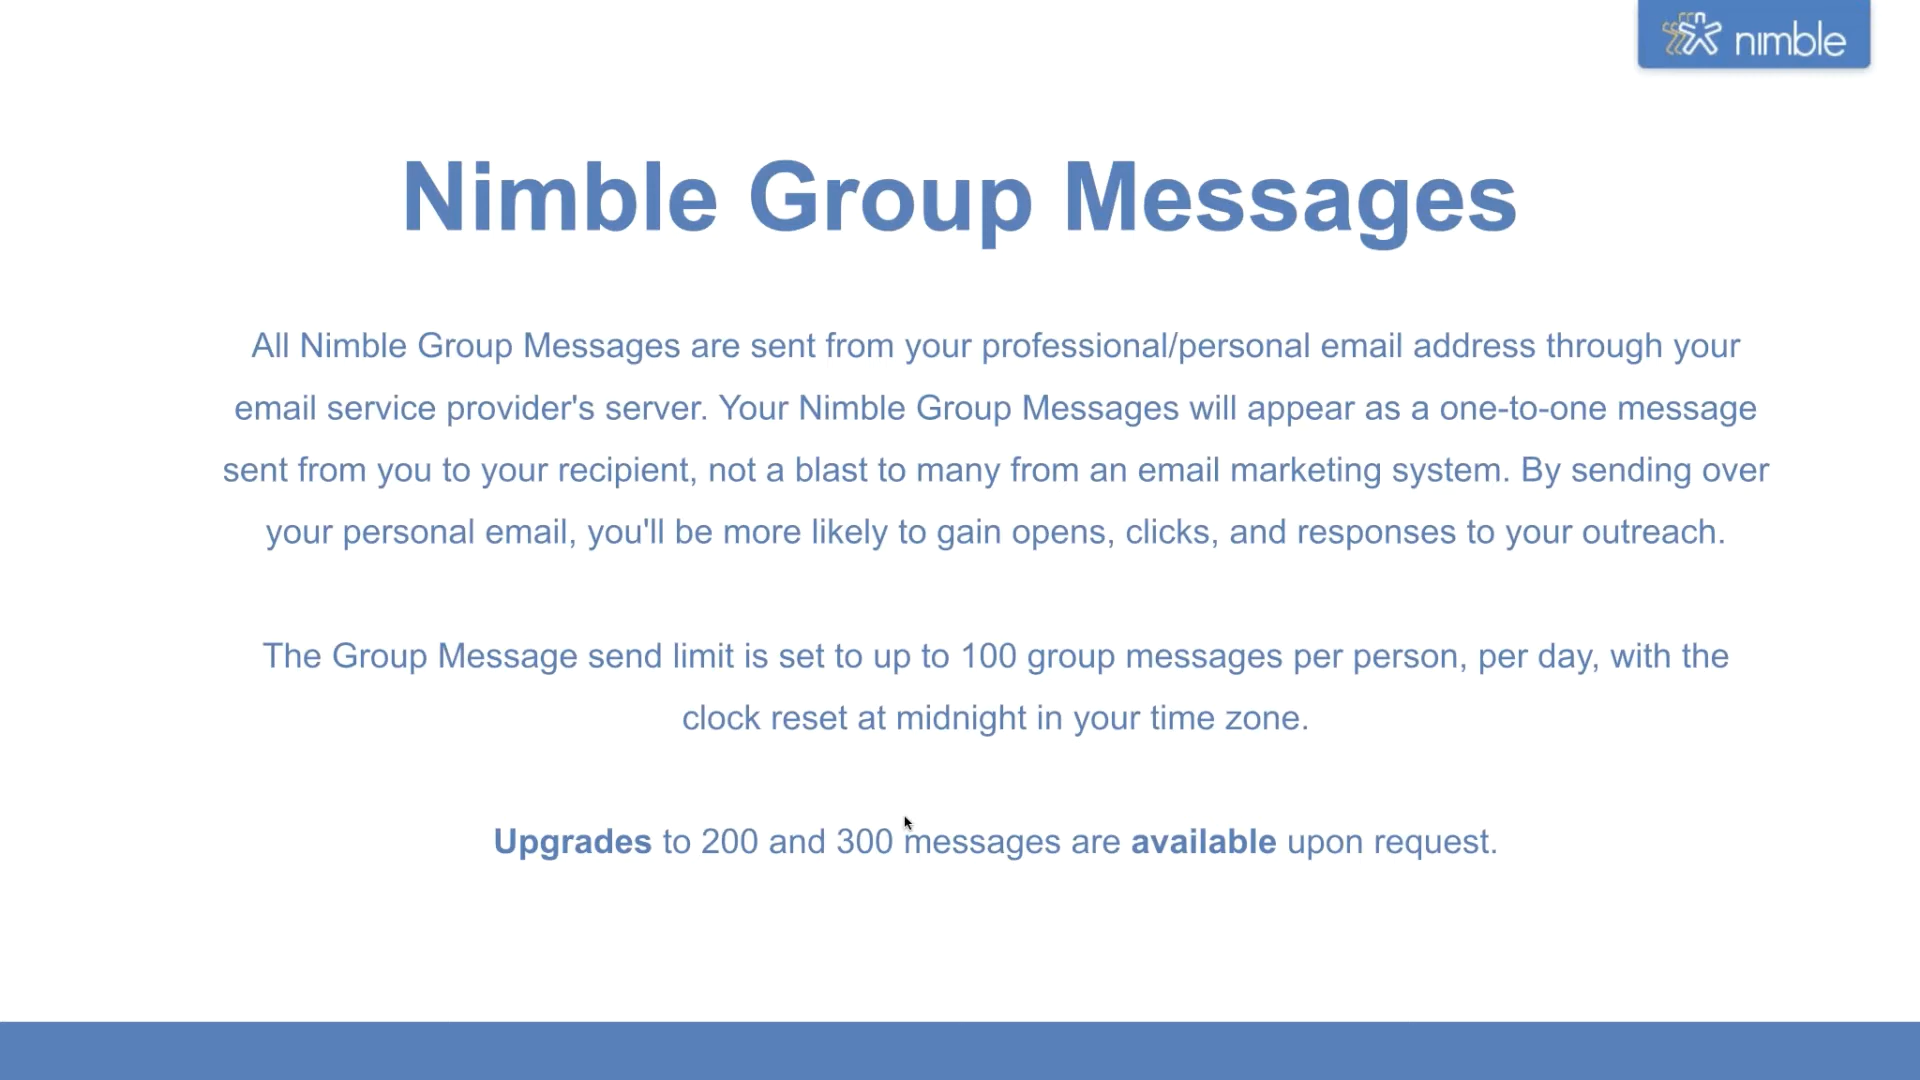 nimble
Nimble Group Messages
All Nimble Group Messages are sent from your professional/personal email address through your
email service provider's server. Your Nimble Group Messages will appear as a one-to-one message
sent from you to your recipient, not a blast to many from an email marketing system. By sending over
your personal email, you'll be more likely to gain opens, clicks, and responses to your outreach.
The Group Message send limit is set to up to 100 group messages per person, per day, with the
clock reset at midnight in your time zone.
Upgrades to 200 and 300 messages are available upon request.